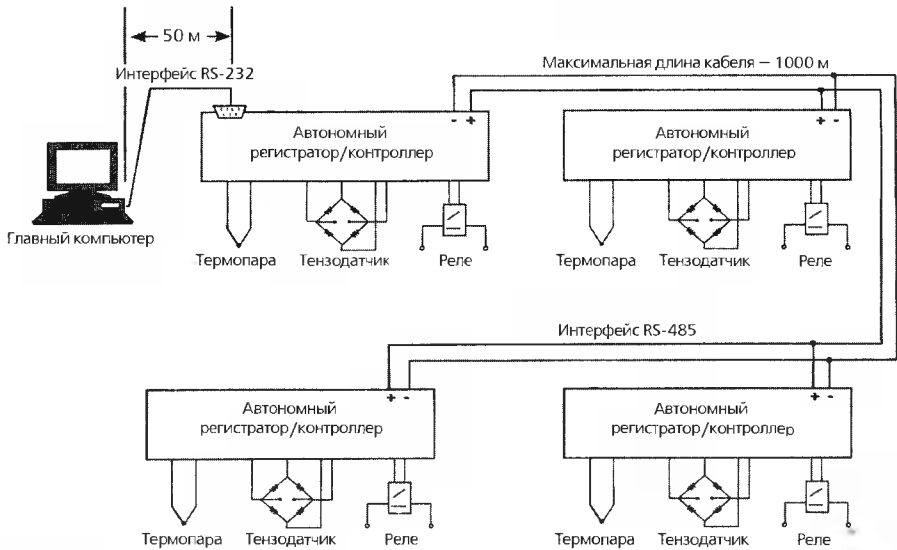 50 м
Интерфейс RS-232
Максимальная длина кабеля – 1000 м
- +
+ -
Автономный
регистратор/контроллер
Автономный
регистратор/контроллер
Главный компьютер
Термопара
Тензодатчик
Реле
Термопара
Тензодатчик
Реле
Интерфейс RS-485
+ -
+ -
Автономный
регистратор/контроллер
Автономный
регистратор/контроллер
Термопара
Тензодатчик
Реле
Термопара
Тензодатчик
Реле